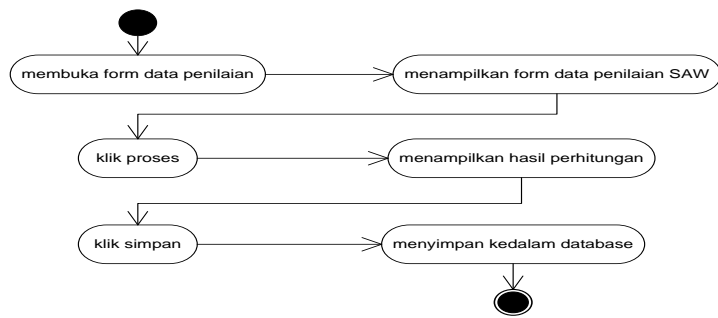 membuka form data penilaian
menampilkan form data penilaian SAW
klik proses
menampilkan hasil perhitungan
klik simpan
menyimpan kedalam database